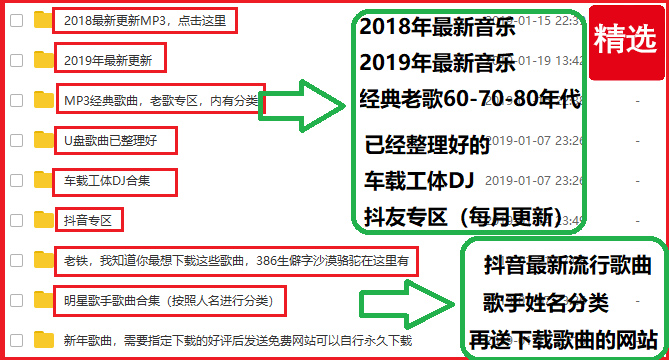 2018最新更新MP3，点击这里
2018年最新音乐
2019-01-15 22:39
精选
2019年最新更新
2019年最新音乐
2019-01-19 13:42
MP3经典歌曲，老歌专区，内有分类
经典老歌60-70-80年代
-
U盘歌曲已整理好
已经整理好的
2019-01-07 23:26
-
车载工体DJ合集
车载工体DJ
2019-01-07 23:26
-
抖音专区
抖友专区（每月更新）
-
老铁，我知道你最想下载这些歌曲，386生僻字沙漠骆驼在这里有
抖音最新流行歌曲
明星歌手歌曲合集（按照人名进行分类）
歌手姓名分类
新年歌曲，需要指定下载的好评后发送免费网站可以自行永久下载
再送下载歌曲的网站